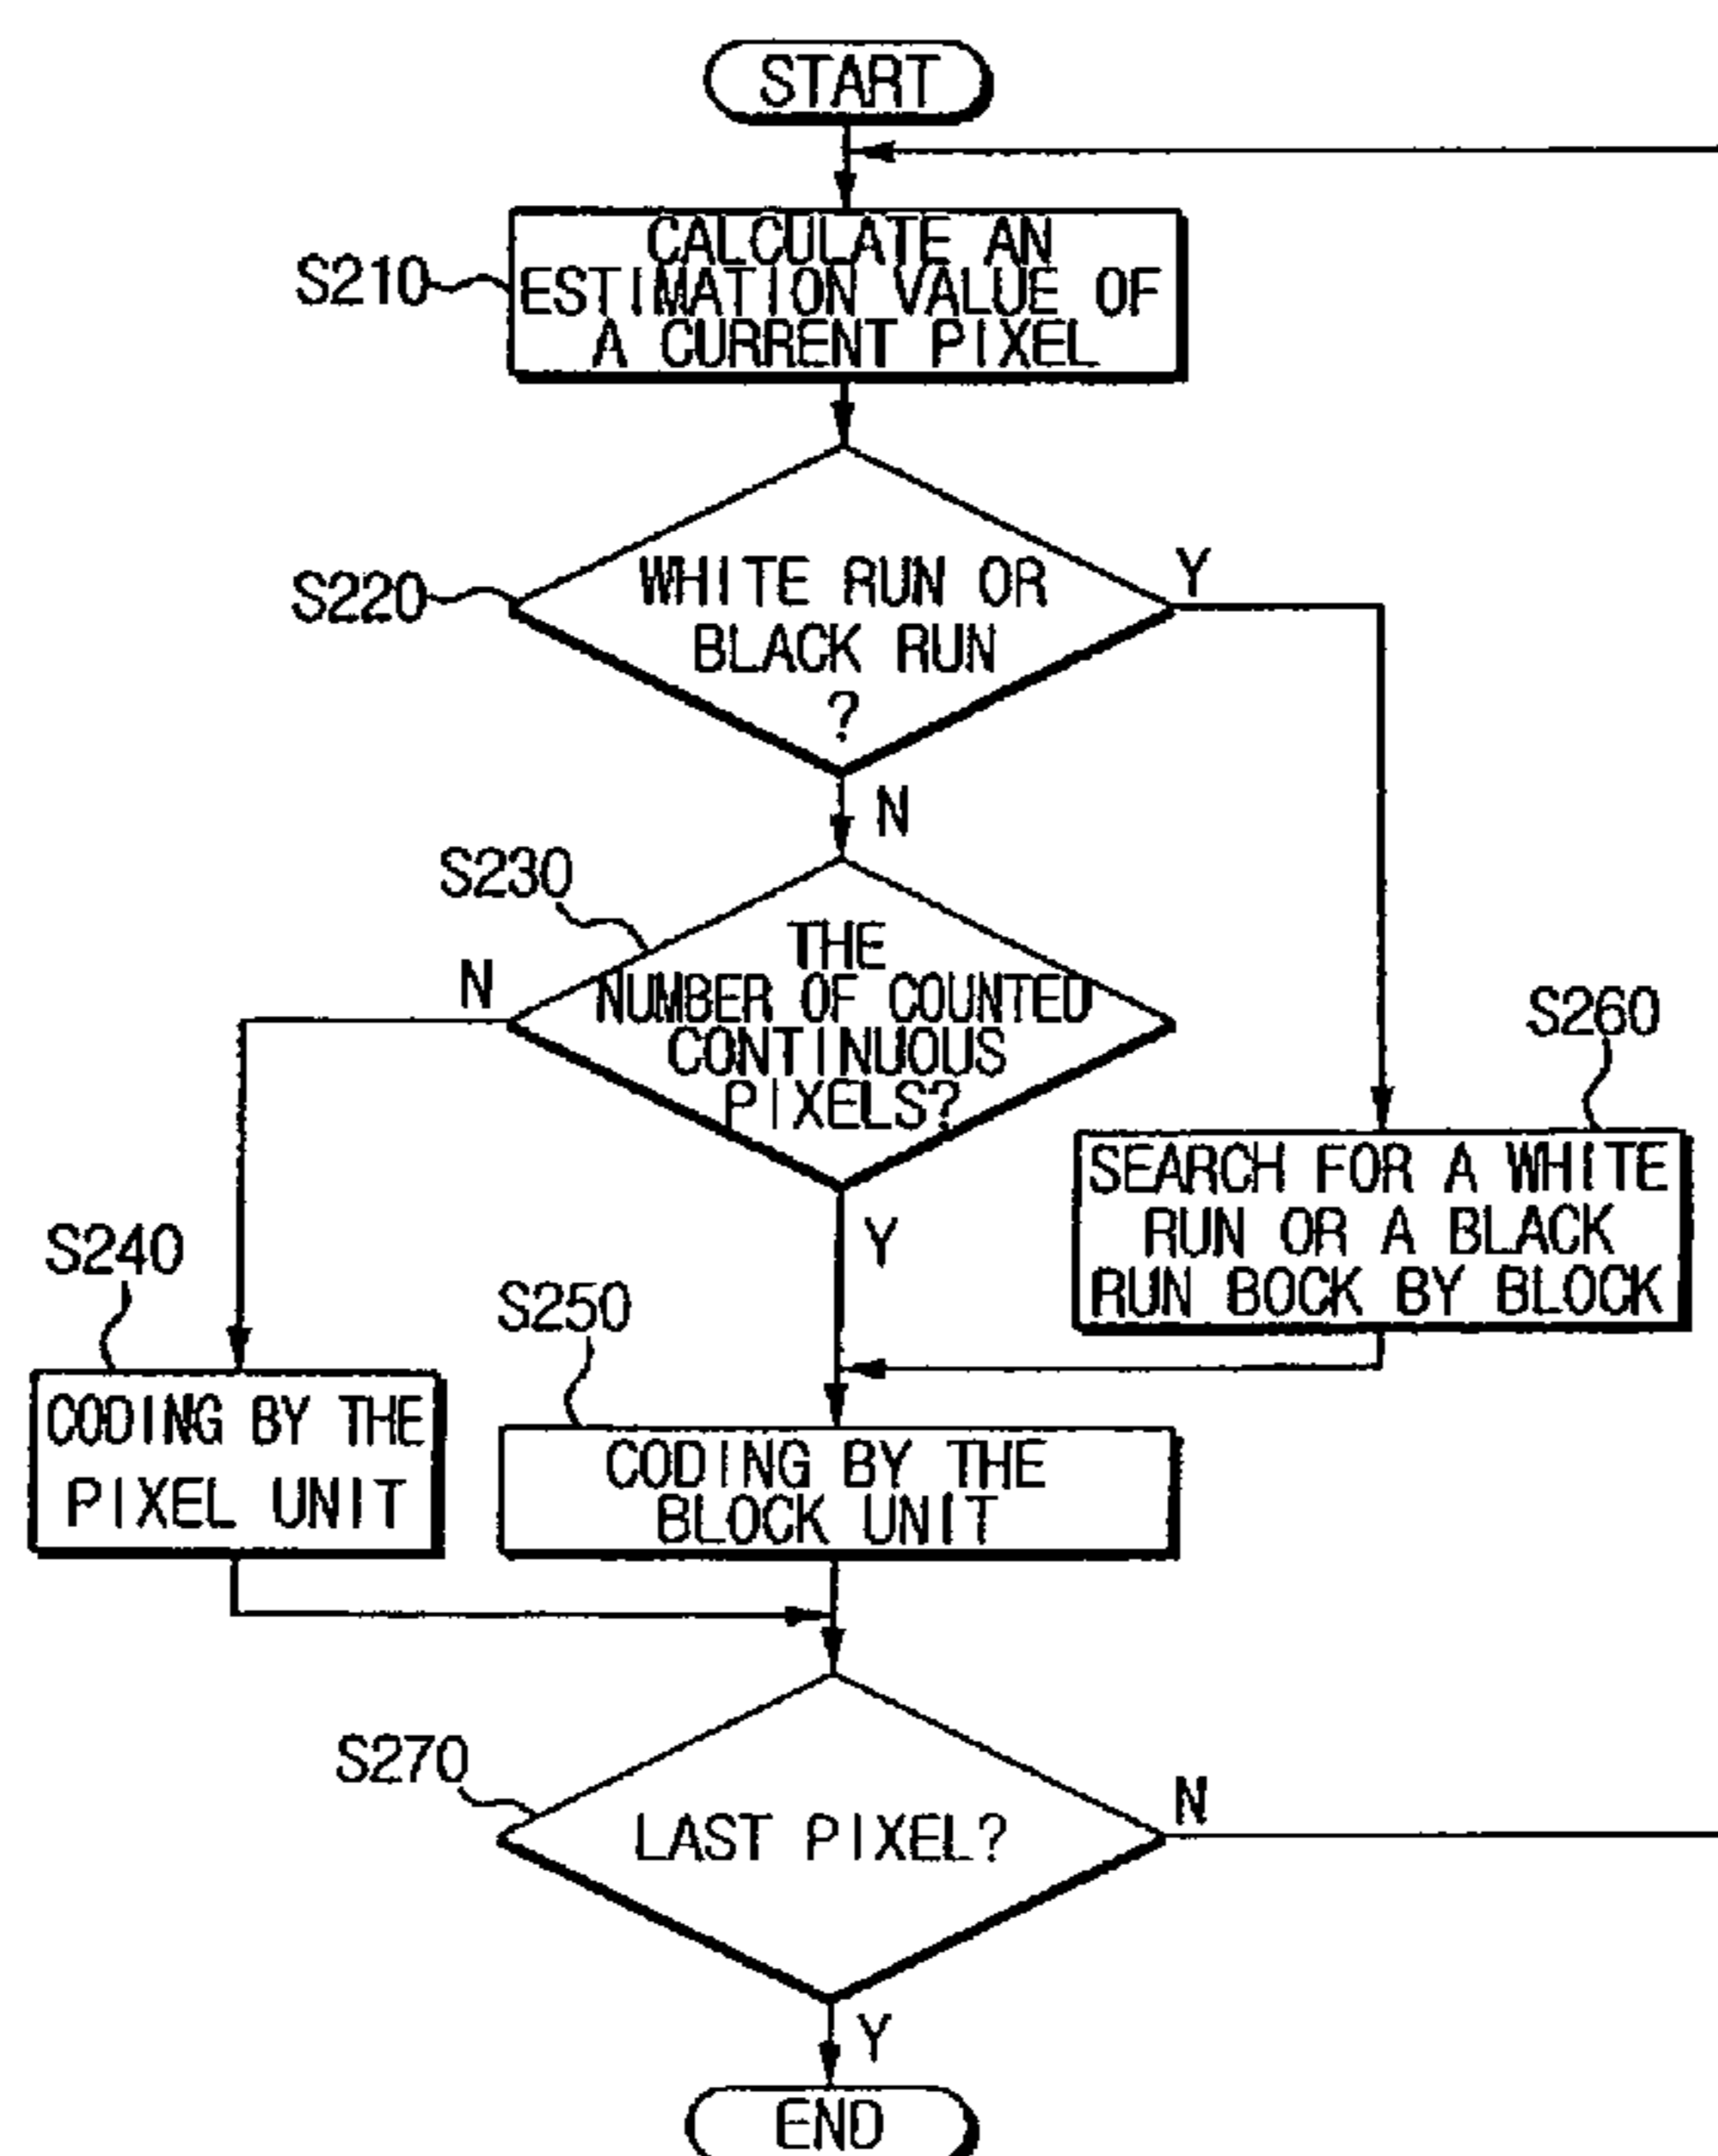 START
S210
CALCULATE AN
ESTIMATION VALUE OF
A CURRENT PIXEL
S220
WHITE RUN OR
BLACK RUN
?
Y
N
S230
THE
NUMBER OF COUNTED
CONTINUOUS
PIXELS?
N
Y
S260
SEARCH FOR A WHITE
RUN OR A BLACK
RUN BOCK BY BLOCK
S240
CODING BY THE
PIXEL UNIT
S250
CODING BY THE
BLOCK UNIT
S270
LAST PIXEL?
N
Y
END